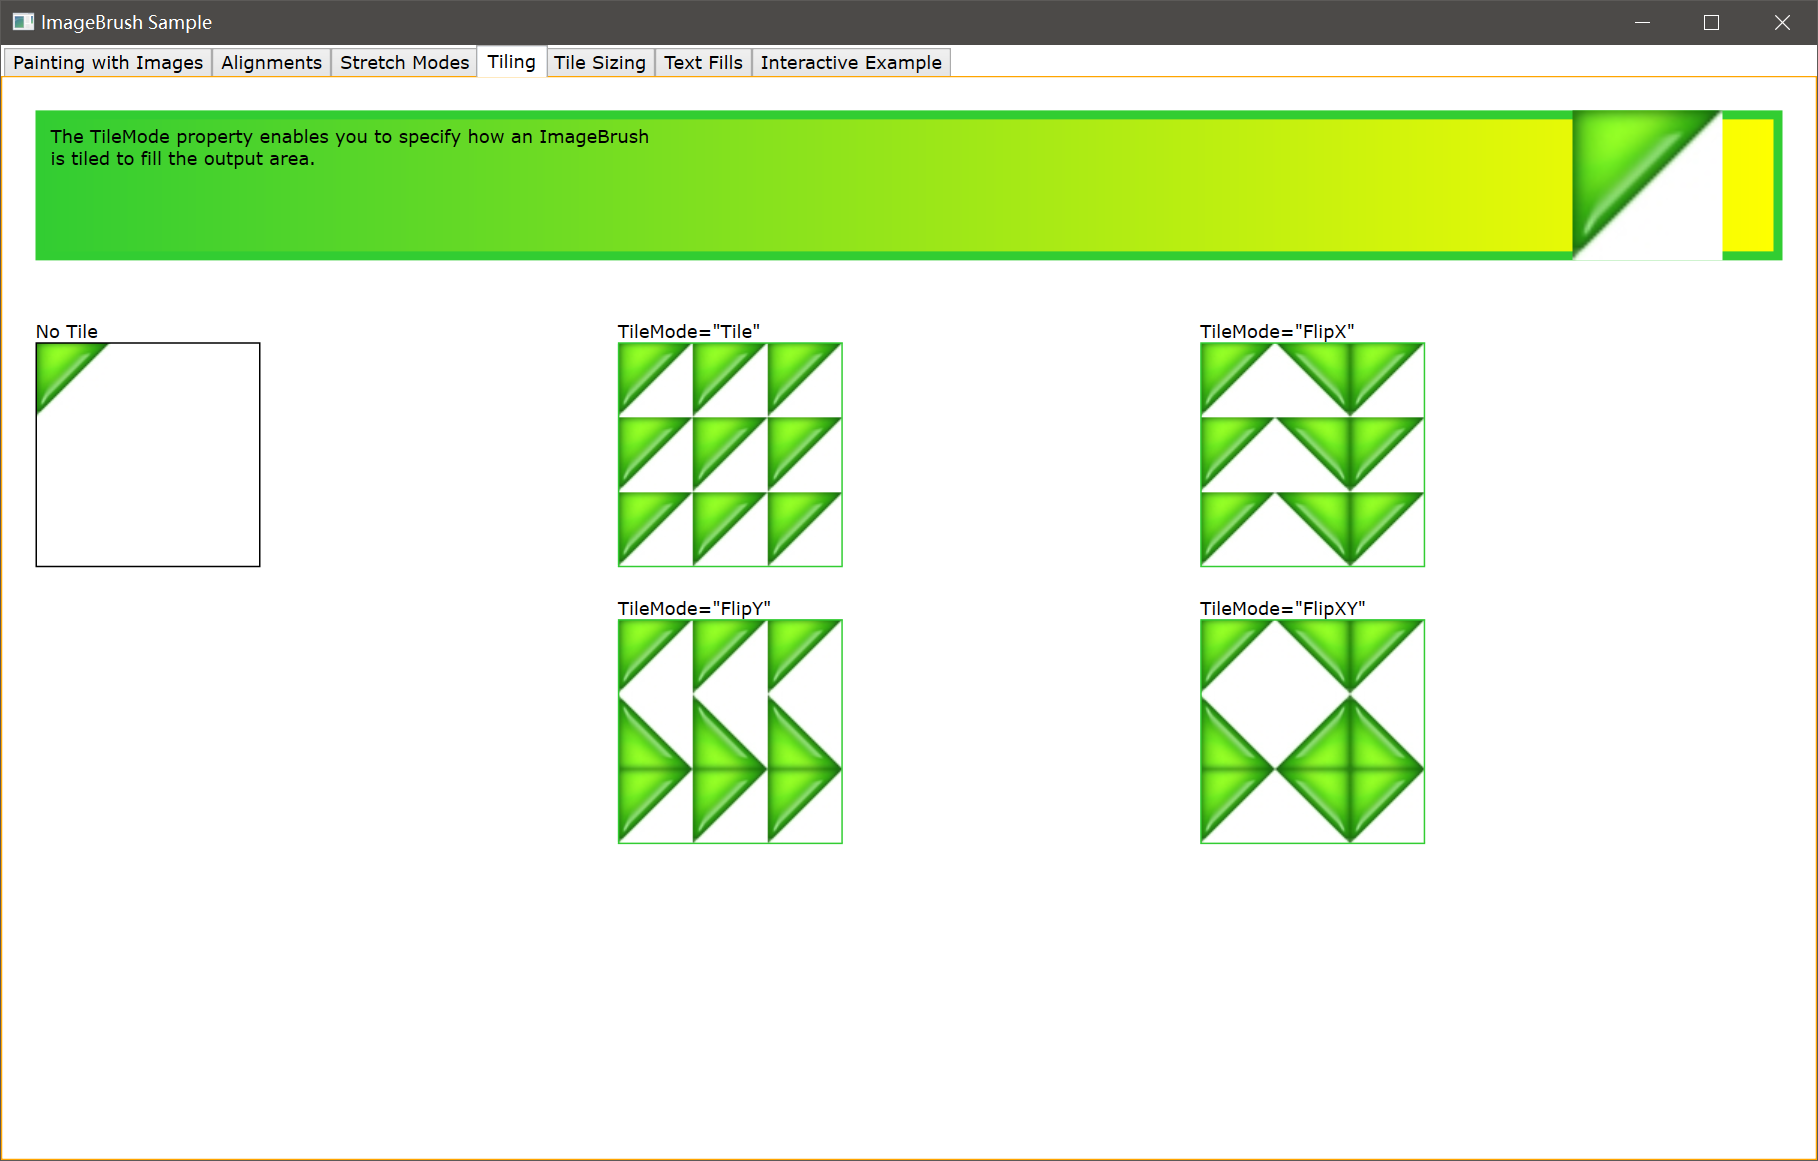 ImageBrush Sample
Painting with Images Alignments Stretch Modes Tiling Tile Sizing Text Fills Interactive Example
The TileMode property enables you to specify how an ImageBrush
is tiled to fill the output area.
No Tile
TileMode="Tile"
TileMode="FlipX"
TileMode="FlipY"
TileMode="FlipXY"